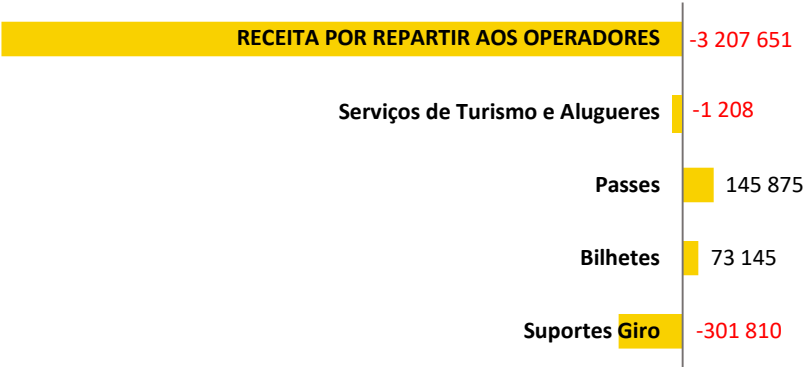 RECEITA POR REPARTIR AOS OPERADORES -3 207 651
Serviços de Turismo e Alugueres -1 208
Passes 145 875
Bilhetes 73 145
Suportes Giro -301 810